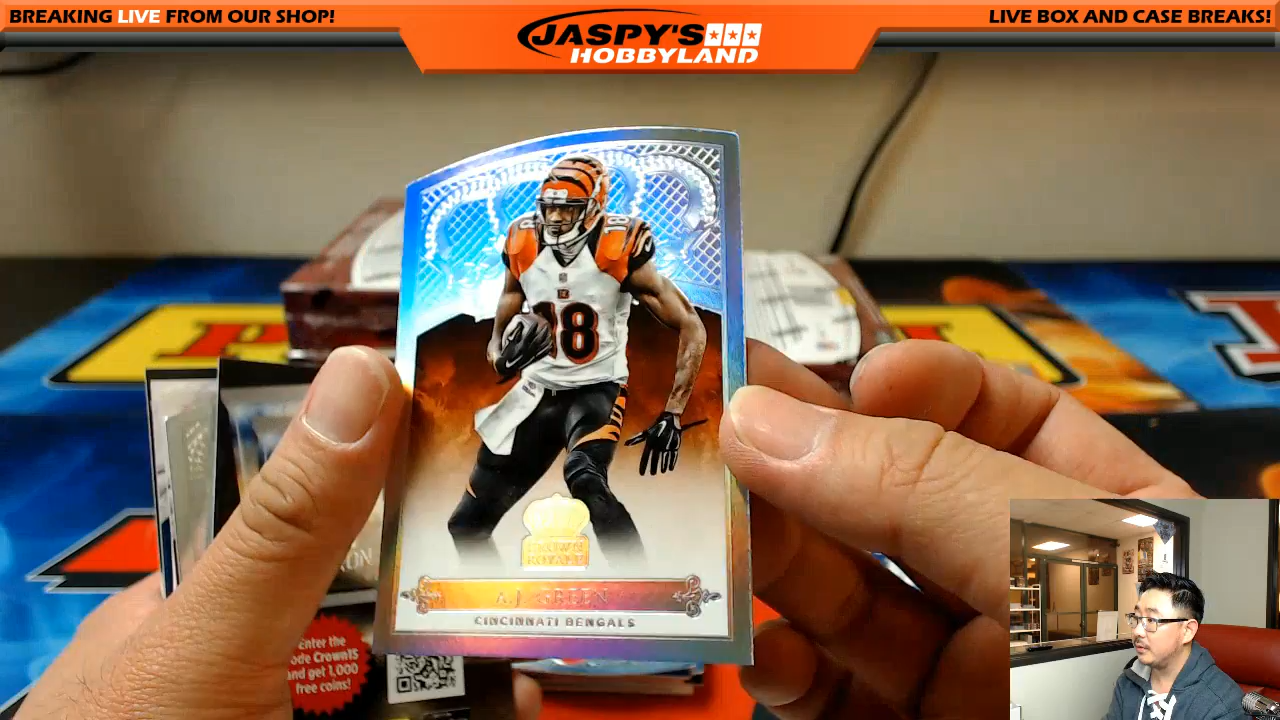 BREAKING LIVE FROM OUR SHOP!
JASPY'S
HOBBYLAND
LIVE BOX AND CASE BREAKS!
18
18
CROWN
ROYALE
A.J. GREEN
CINCINNATI BENGALS
Enter the
ode Crown15
and get 1,000
free coins!